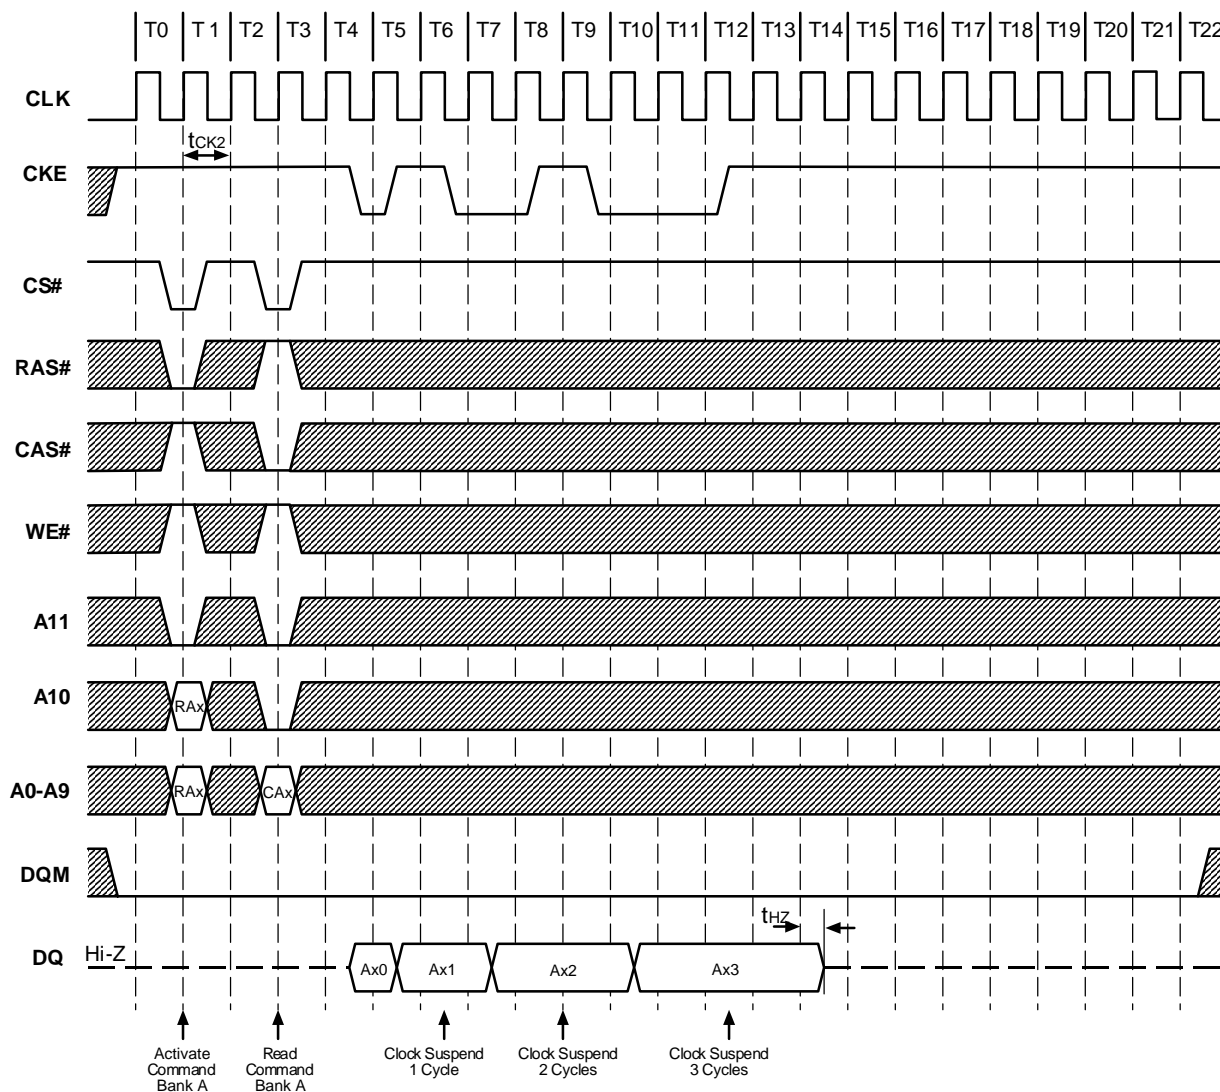 T0 T1 T2 T3 T4 T5 T6 T7 T8 T9 T10 T11 T12 T13 T14 T15 T16 T17 T18 T19 T20 T21 T22
CLK
tCK2
CKE
CS#
RAS#
CAS#
WE#
A11
A10
RAx
A0-A9
RAx CAx
DQM
tHZ
DQ
Hi-Z
Ax0 Ax1 Ax2 Ax3
Activate
Command
Bank A
Read
Command
Bank A
Clock Suspend
1 Cycle
Clock Suspend
2 Cycles
Clock Suspend
3 Cycles